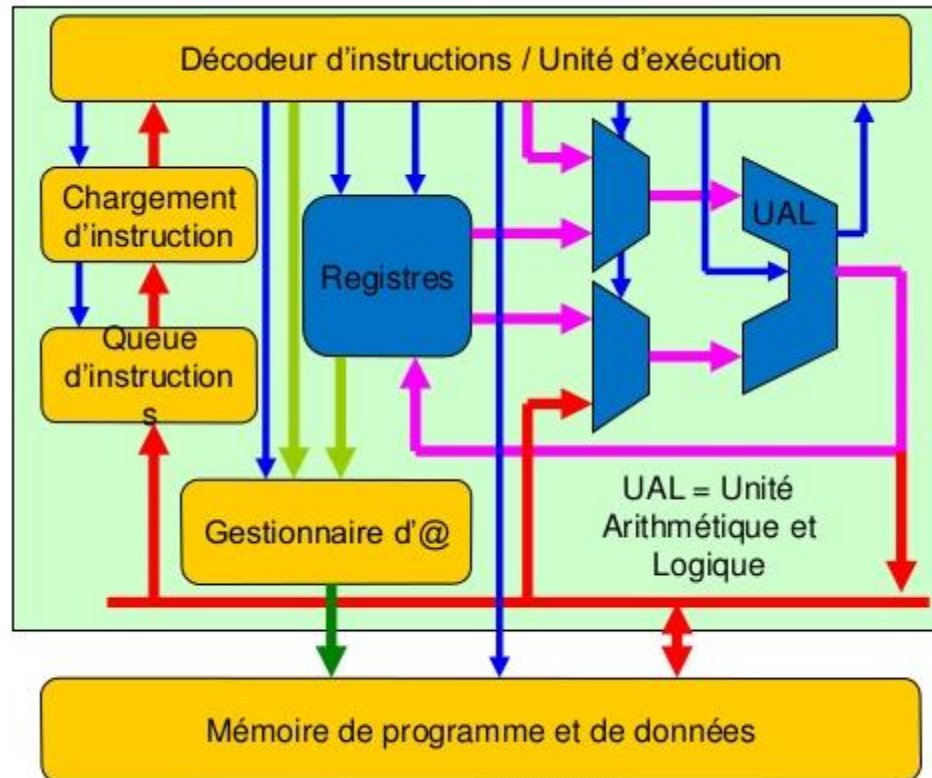 Décodeur d'instructions / Unité d'exécution
Chargement
d'instruction
Queue
d'instruction
s
Registres
UAL
Gestionnaire d'@
UAL = Unité
Arithmétique et
Logique
Mémoire de programme et de données